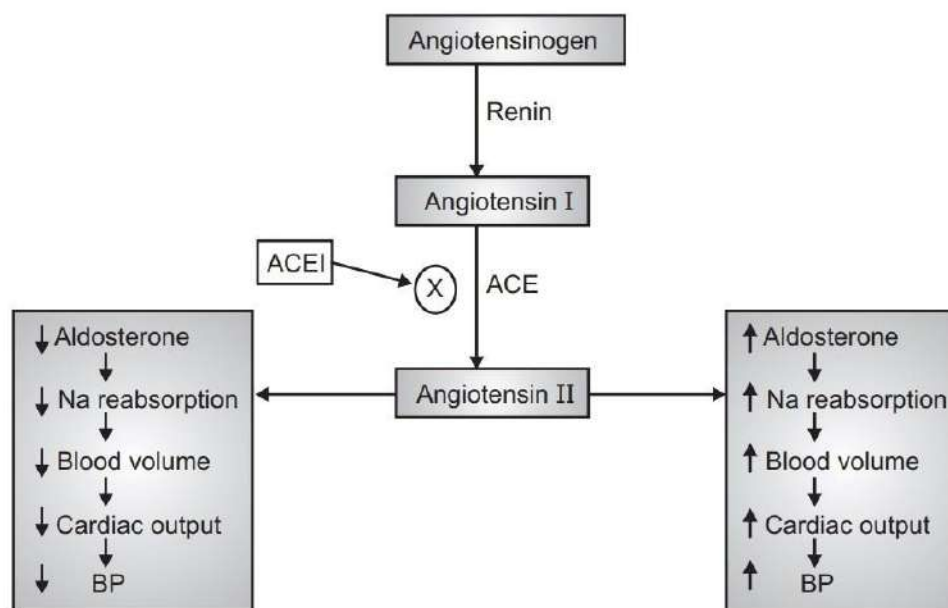 Angiotensinogen
Renin
Angiotensin I
ACEI
X
ACE
Angiotensin II
↓ Aldosterone
↓ Na reabsorption
↓ Blood volume
↓ Cardiac output
↓ BP
↑ Aldosterone
↑ Na reabsorption
↑ Blood volume
↑ Cardiac output
↑ BP